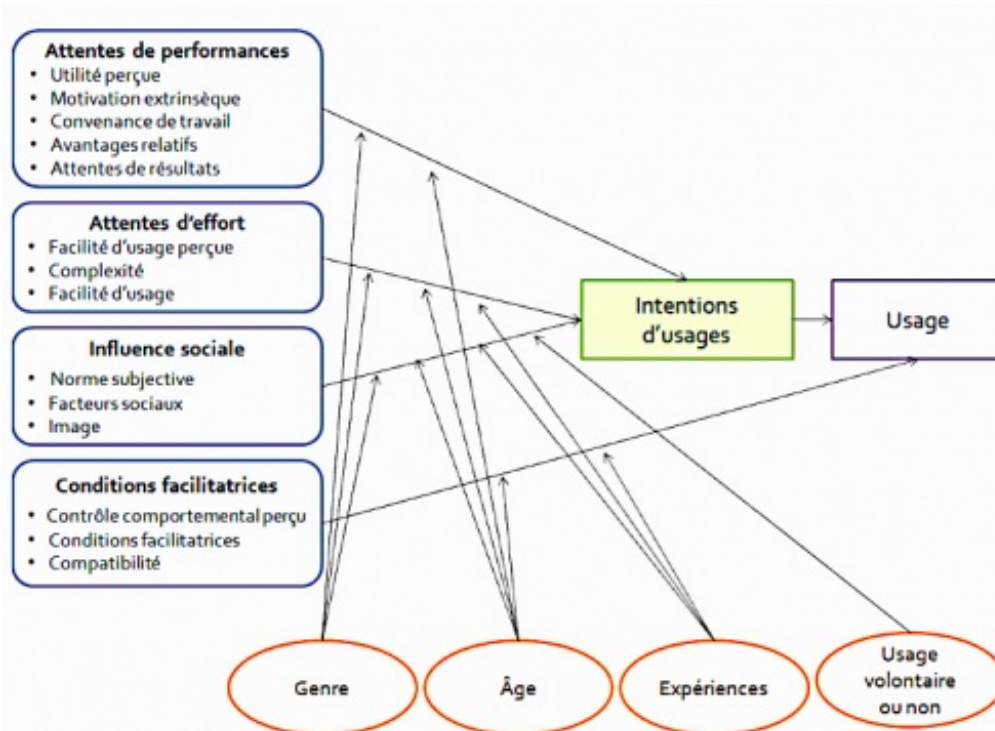 Attentes de performances
• Utilité perçue
• Motivation extrinsèque
• Convenance de travail
• Avantages relatifs
• Attentes de résultats
Attentes d'effort
• Facilité d'usage perçue
• Complexité
• Facilité d'usage
Influence sociale
• Norme subjective
• Facteurs sociaux
• Image
Conditions facilitatrices
• Contrôle comportemental perçu
• Conditions facilitatrices
• Compatibilité
Intentions
d'usages
Usage
Genre
Âge
Expériences
Usage
volontaire
ou non